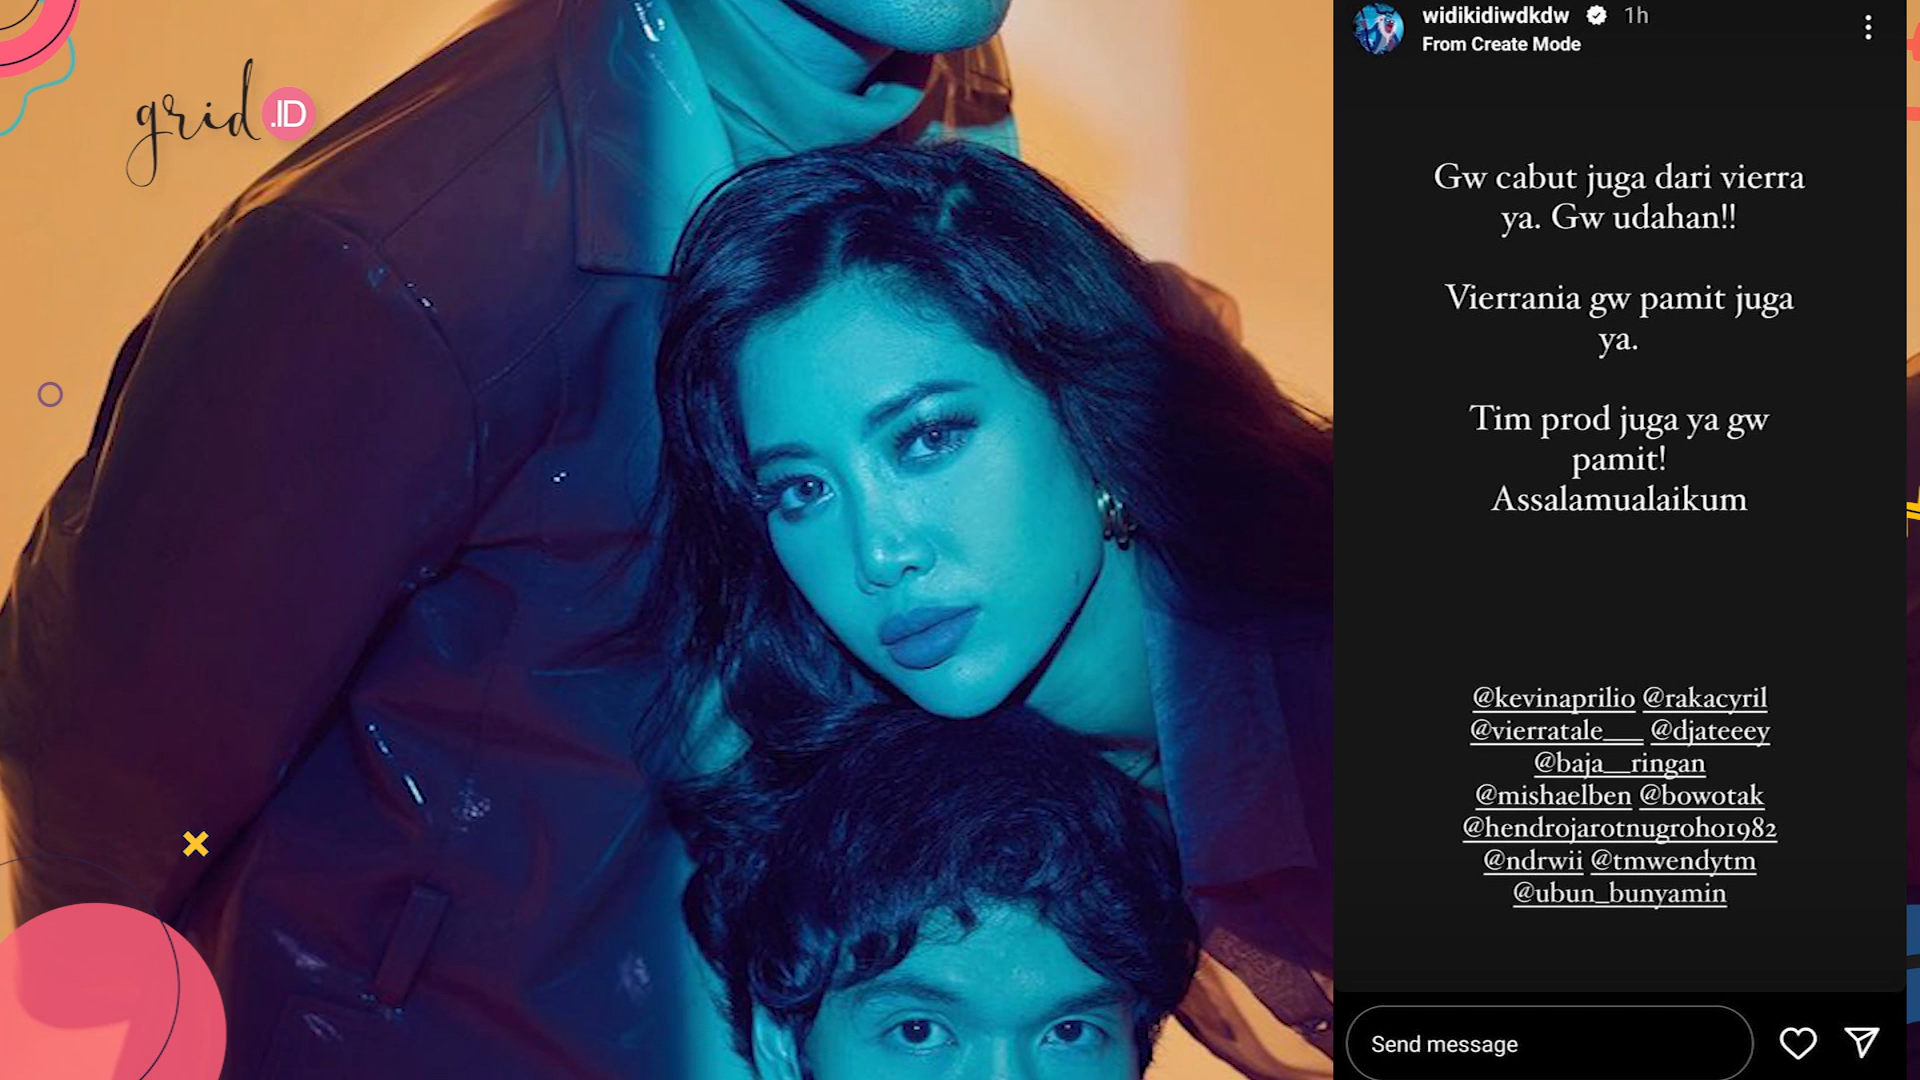 grid.ID
widikidiwdkdw 1h
From Create Mode
Gw cabut juga dari vierra
ya. Gw udahan!!
Vierrania gw pamit juga
ya.
Tim prod juga ya gw
pamit!
Assalamualaikum
@kevinaprilio @rakacyril
@vierratale___ @djateeey
@baja__ringan
@mishaelben @bowotak
@hendrojarotnugroho1982
@ndrwii @tmwendytm
@ubun_bunyamin
Send message